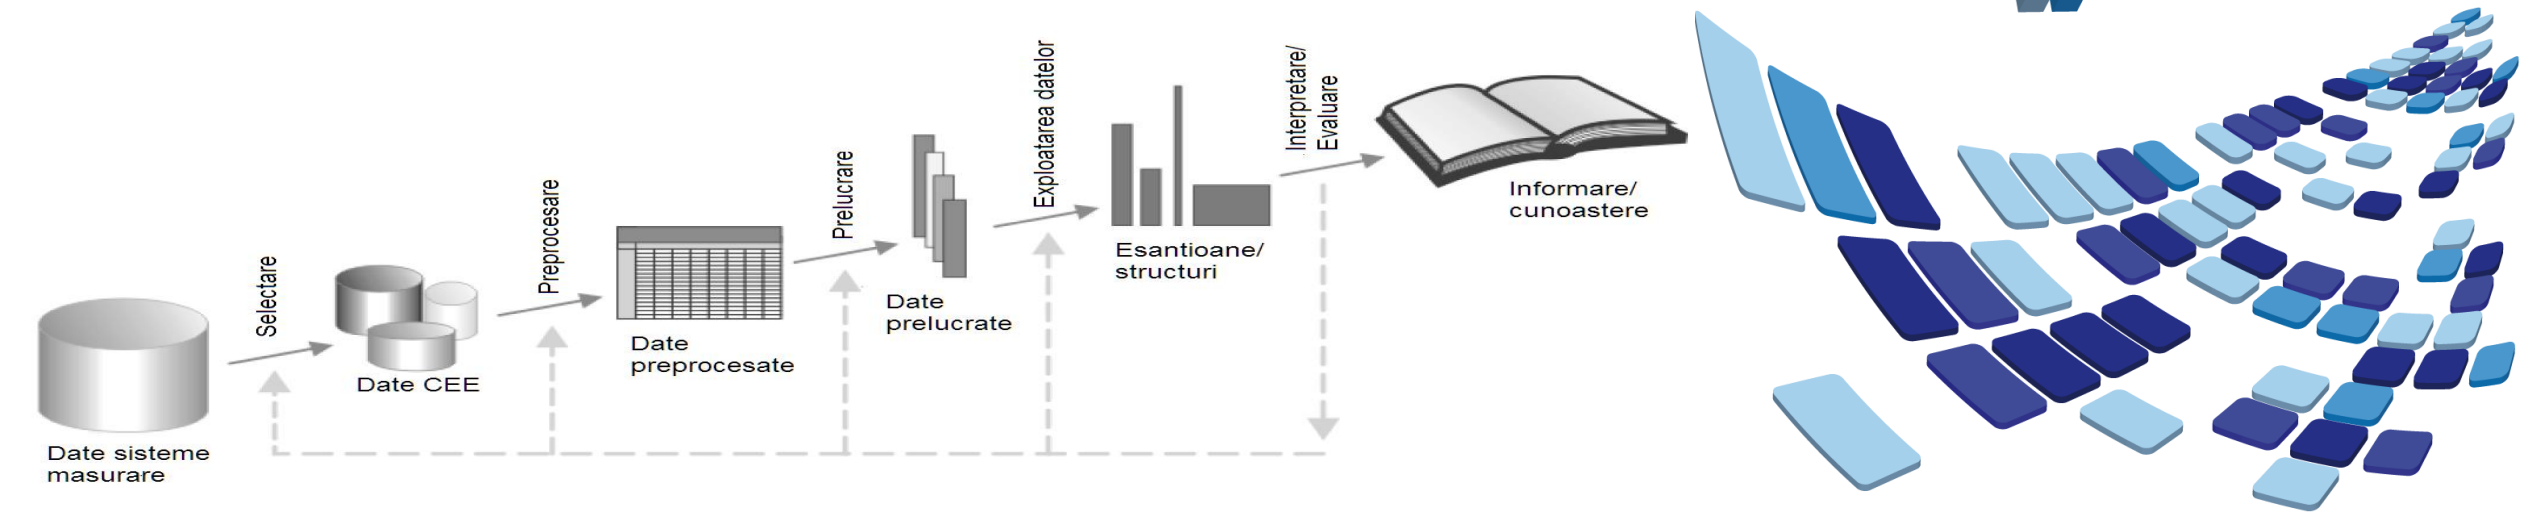 Date sisteme
masurare
Selectare
Date CEE
Preprocesare
Date
preprocesate
Prelucrare
Date
prelucrate
Exploatarea datelor
Esantioane/
structuri
Interpretare/
Evaluare
Informare/
cunoastere